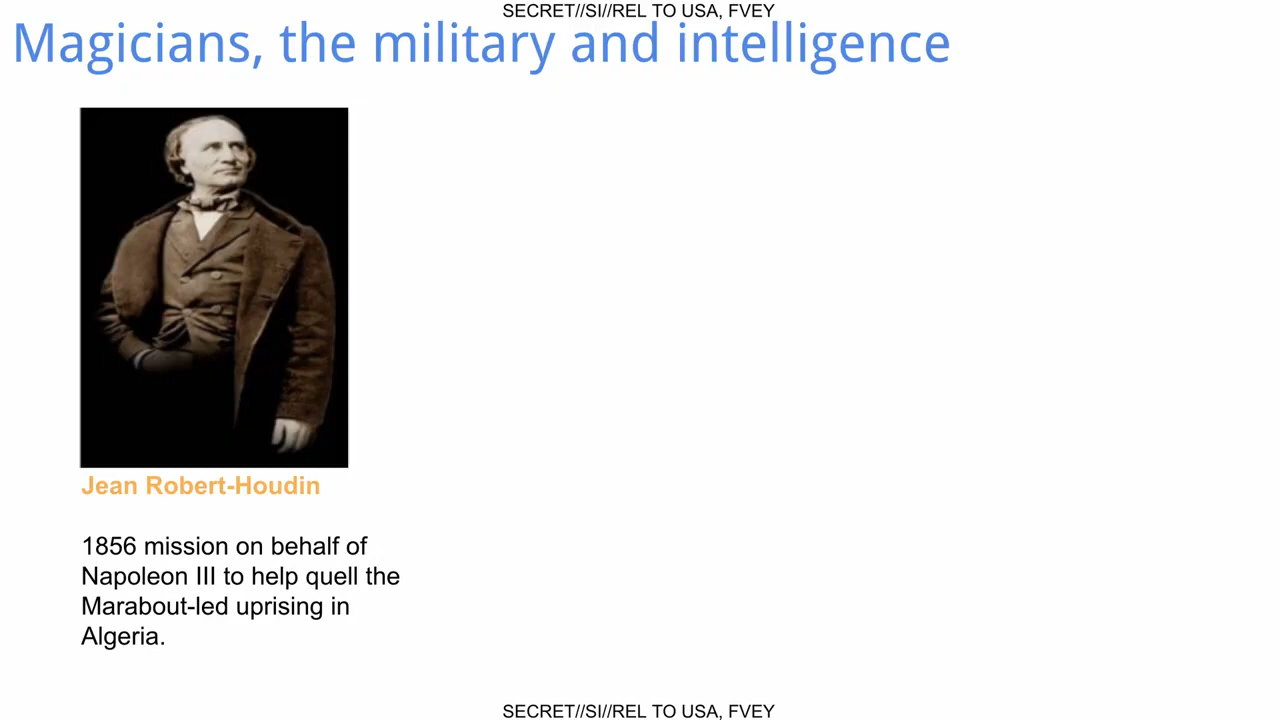 SECRET//SI//REL TO USA, FVEY
Magicians, the military and intelligence
Jean Robert-Houdin
1856 mission on behalf of
Napoleon III to help quell the
Marabout-led uprising in
Algeria.
SECRET//SI//REL TO USA, FVEY